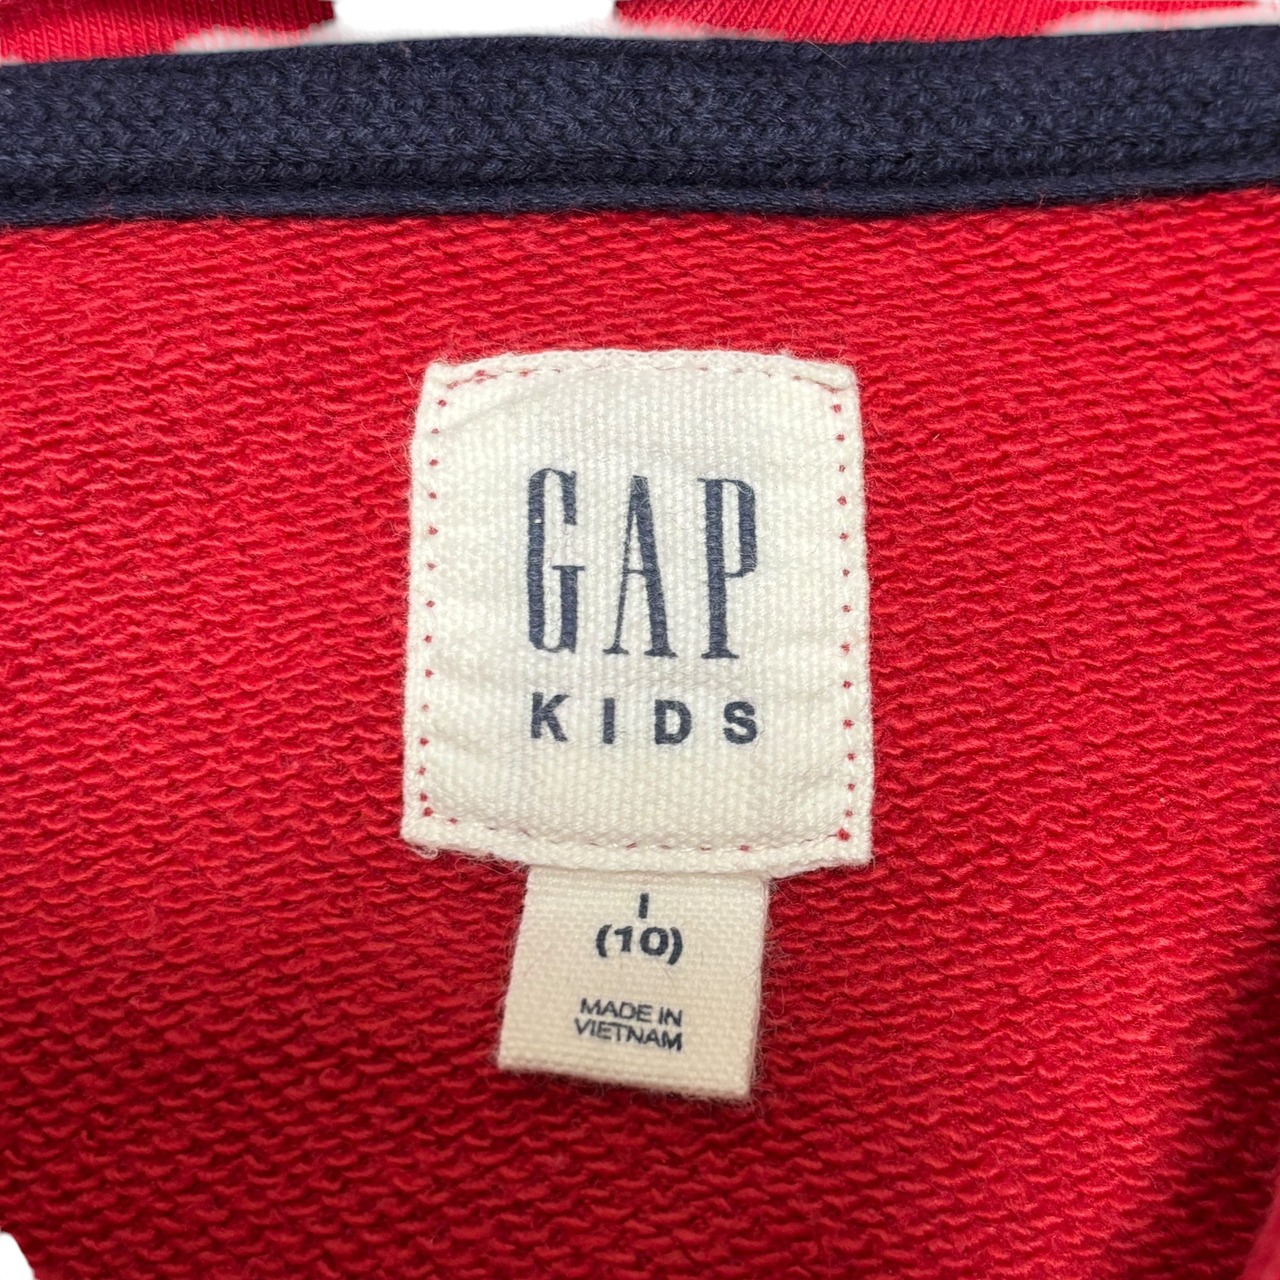 GAP
KIDS
I
(10)
MADE IN
VIETNAM